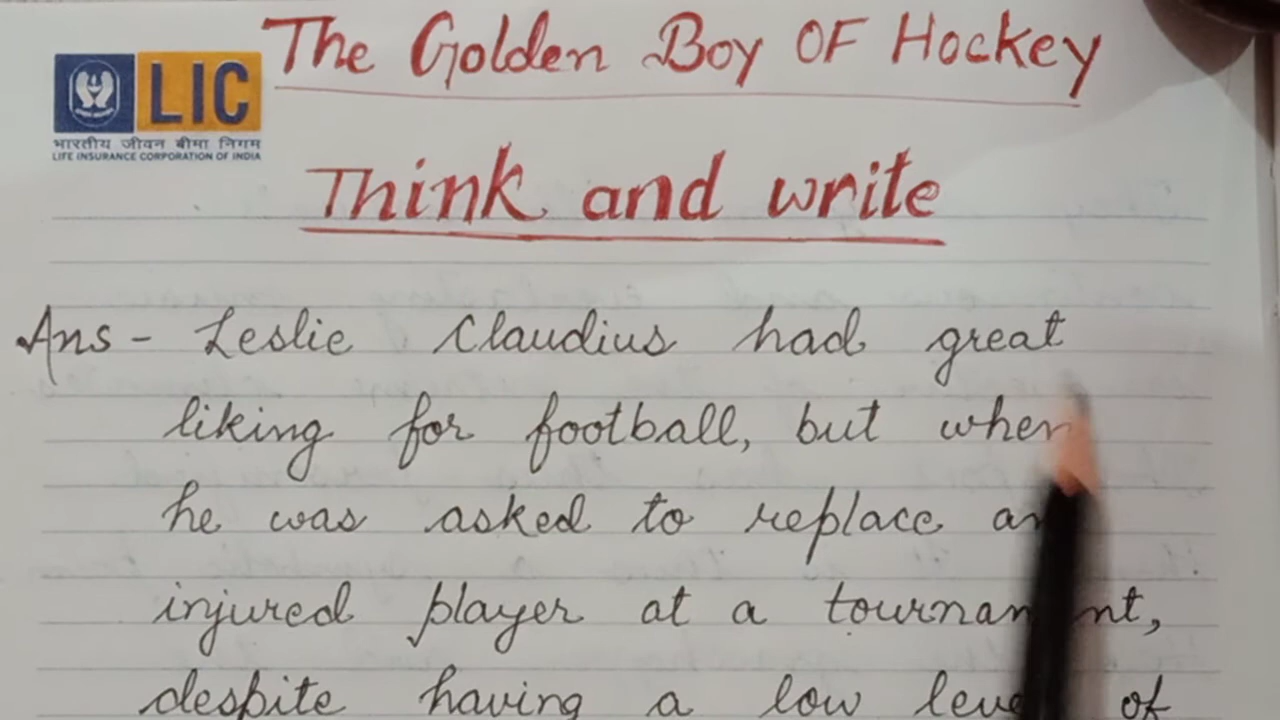 The Golden Boy OF Hockey
LIC
भारतीय जीवन बीमा निगम
LIFE INSURANCE CORPORATION OF INDIA
Think and write
Ans - Leslie Claudius had great
liking for football, but when
he was asked to replace an
injured player at a
despite having a low level of